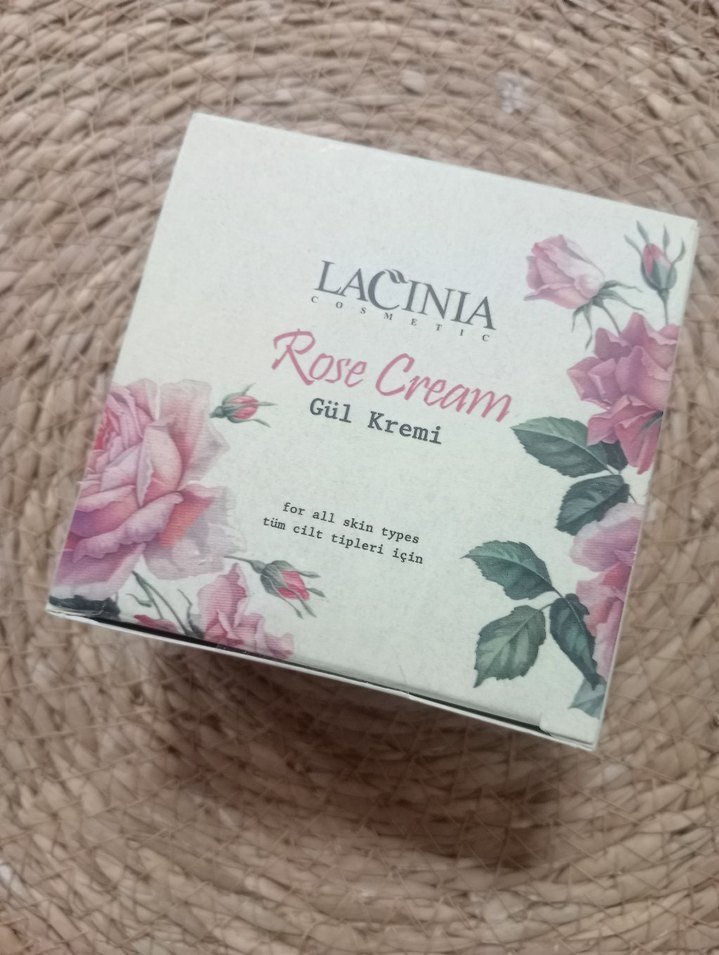 LACINIA
COSMETIC
Rose Cream
Gül Kremi
for all skin types
tüm cilt tipleri için